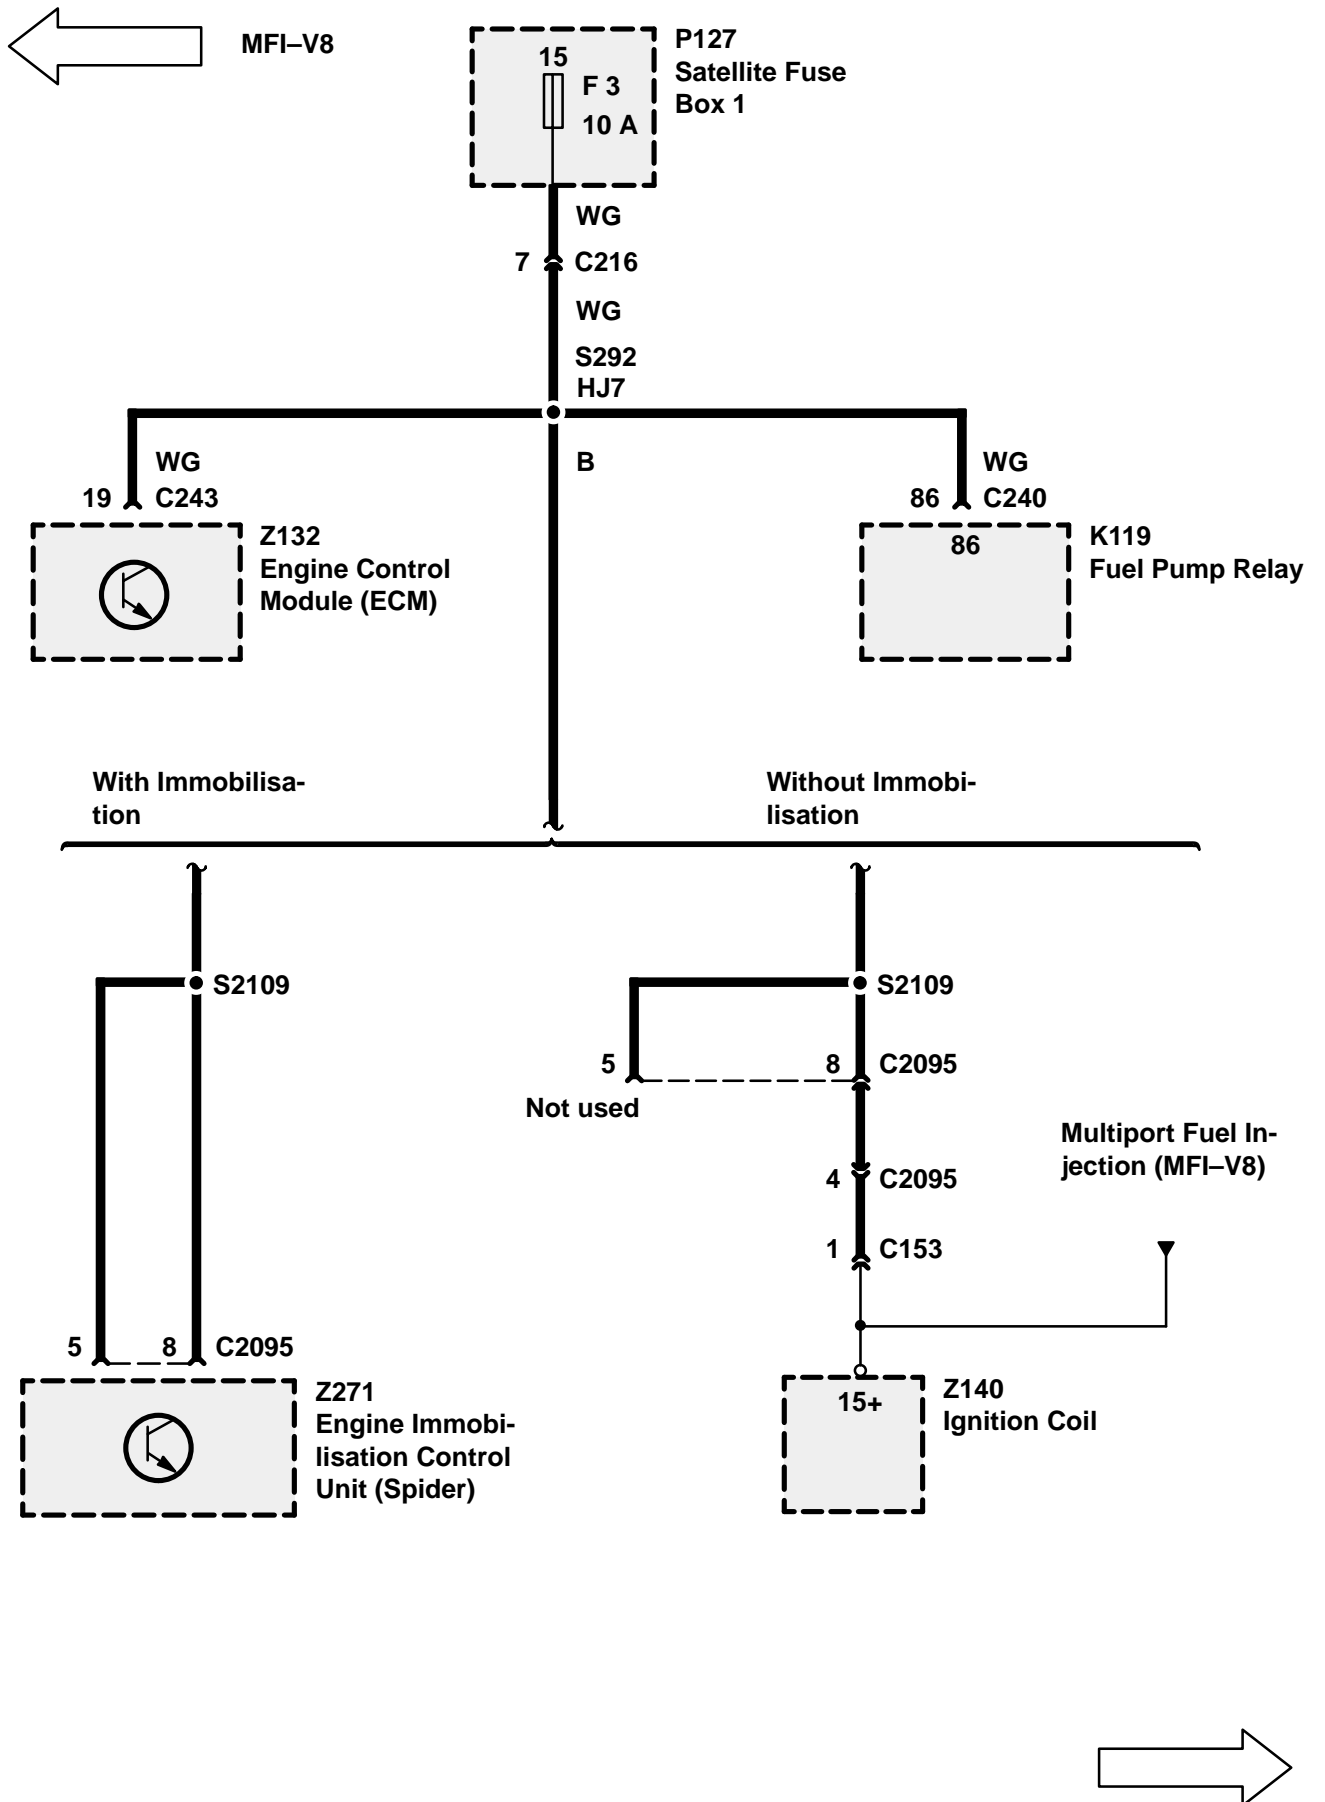 MFI–V8
P127
Satellite Fuse
Box 1
15
F 3
10 A
WG
7 C216
WG
S292
HJ7
WG
B
WG
19 C243
86 C240
Z132
Engine Control
Module (ECM)
86
K119
Fuel Pump Relay
With Immobilisa-
tion
Without Immobi-
lisation
S2109
S2109
5 8 C2095
Not used
Multiport Fuel In-
jection (MFI–V8)
4 C2095
1 C153
5 8 C2095
Z271
Engine Immobi-
lisation Control
Unit (Spider)
15+
Z140
Ignition Coil